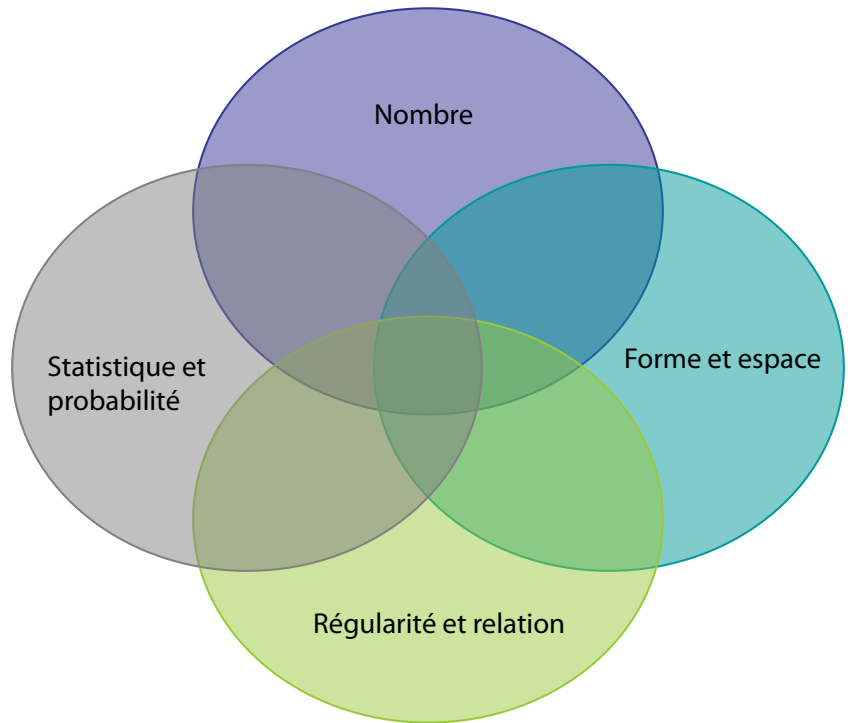 Nombre
Forme et espace
Statistique et
probabilité
Régularité et relation